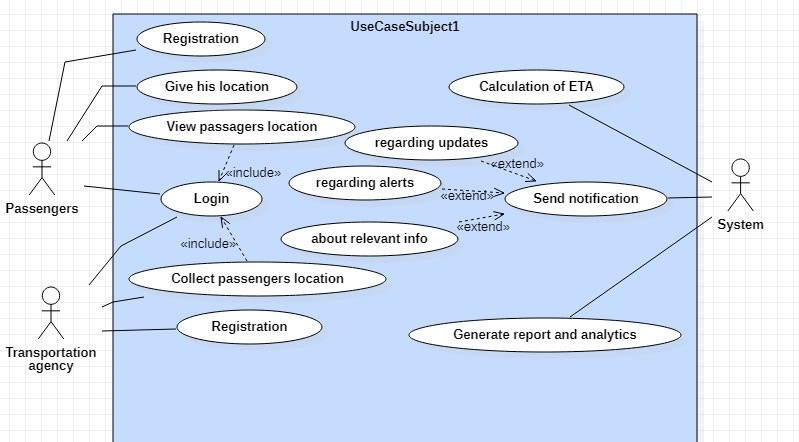 UseCaseSubject1
Registration
Give his location
Calculation of ETA
View passagers location
regarding updates
«extend»
«include»
regarding alerts
«extend»
Login
Send notification
Passengers
System
about relevant info
«extend»
«include»
Collect passengers location
Registration
Generate report and analytics
Transportation
agency